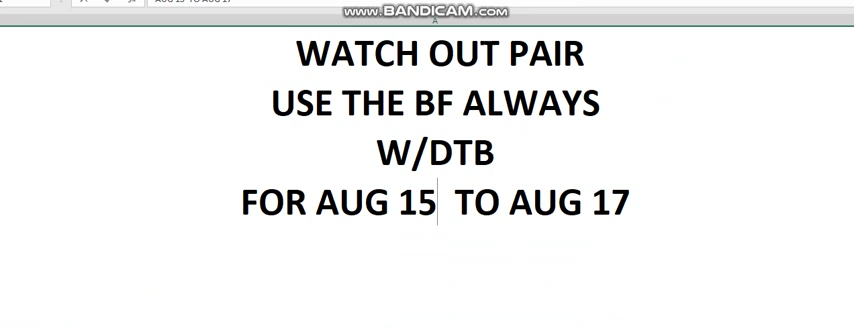 www.BANDICAM.com
A
WATCH OUT PAIR
USE THE BF ALWAYS
W/DTB
FOR AUG 15  TO AUG 17